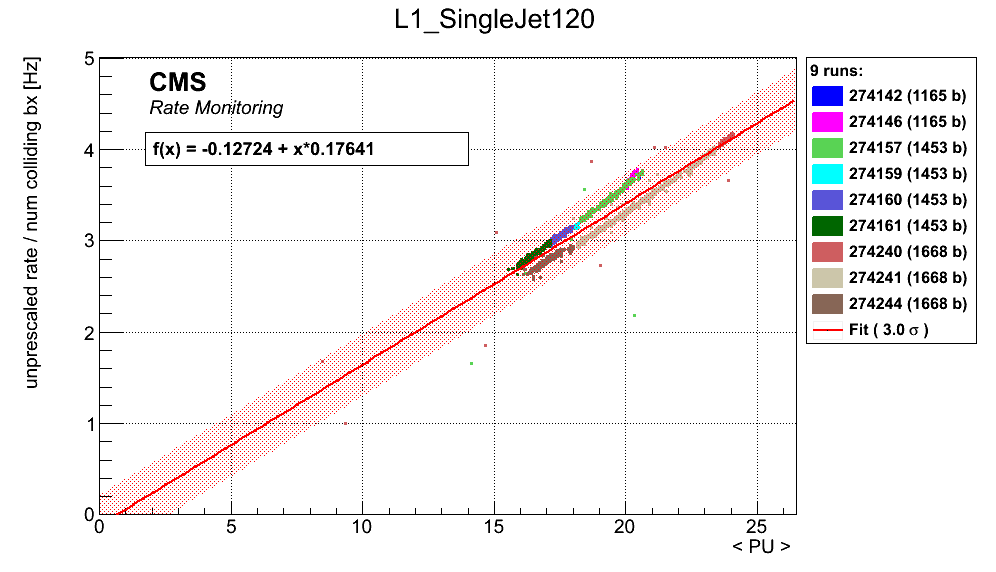 L1_SingleJet120
unprescaled rate / num colliding bx [Hz]
CMS
Rate Monitoring
f(x) = -0.12724 + x*0.17641
5
4
3
2
1
0
0 5 10 15 20 25
< PU >
9 runs:
274142 (1165 b)
274146 (1165 b)
274157 (1453 b)
274159 (1453 b)
274160 (1453 b)
274161 (1453 b)
274240 (1668 b)
274241 (1668 b)
274244 (1668 b)
Fit ( 3.0 σ )